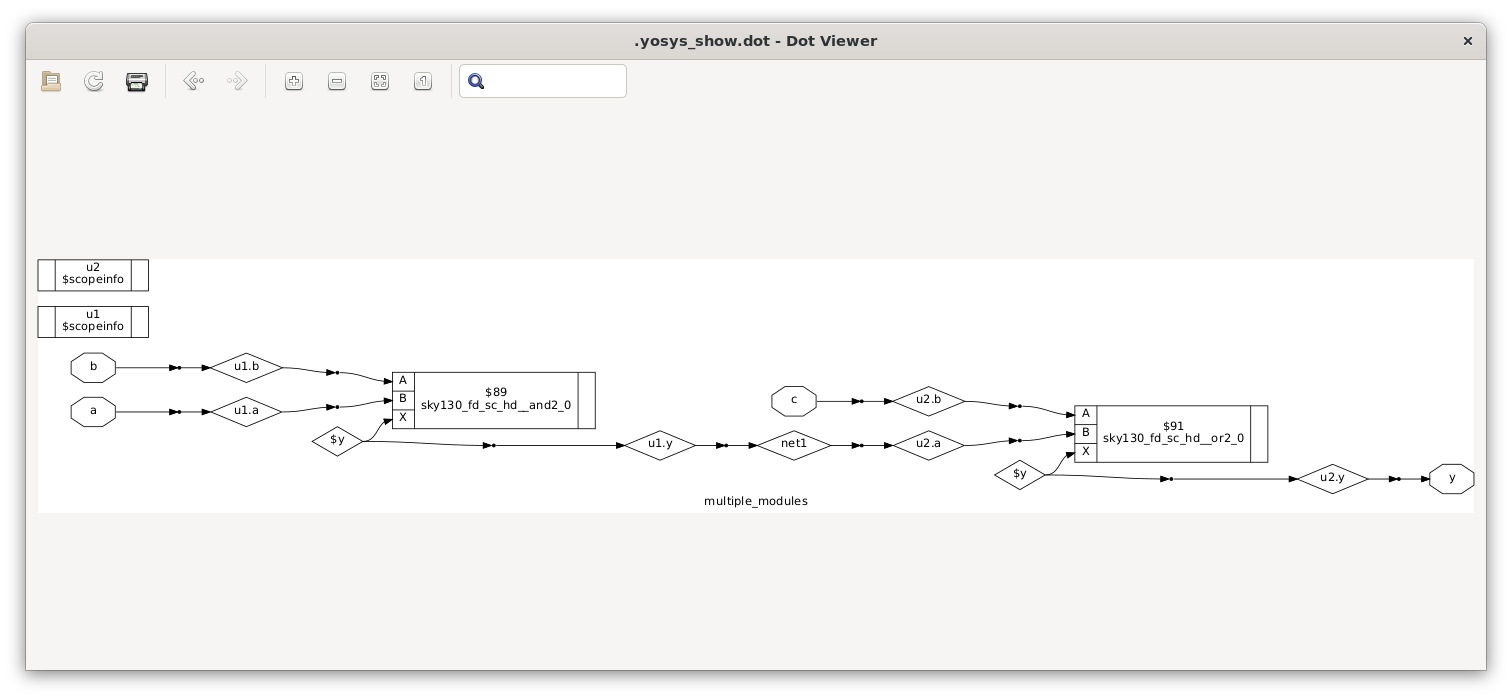 .yosys_show.dot - Dot Viewer
×
u2
$scopeinfo
u1
$scopeinfo
b
u1.b
a
u1.a
A
B
X
$89
sky130_fd_sc_hd__and2_0
$y
u1.y
net1
c
u2.b
u2.a
A
B
X
$91
sky130_fd_sc_hd__or2_0
$y
u2.y
y
multiple_modules